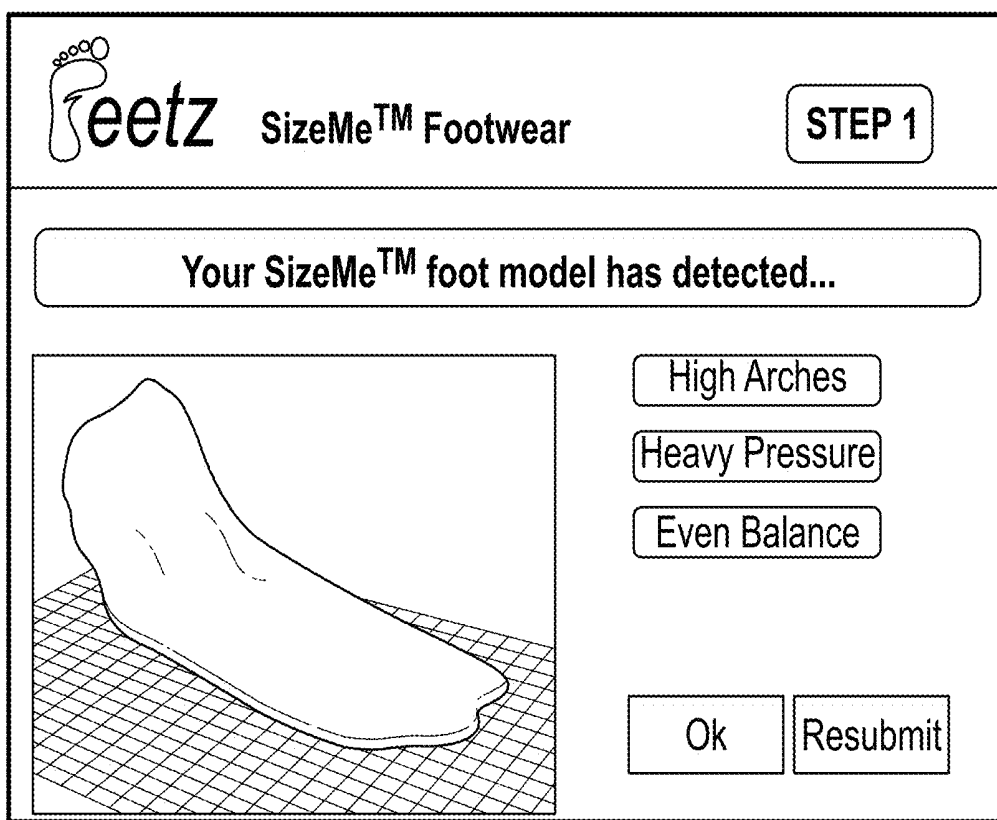 Feetz SizeMe™ Footwear
STEP 1
Your SizeMe™ foot model has detected...
High Arches
Heavy Pressure
Even Balance
Ok
Resubmit